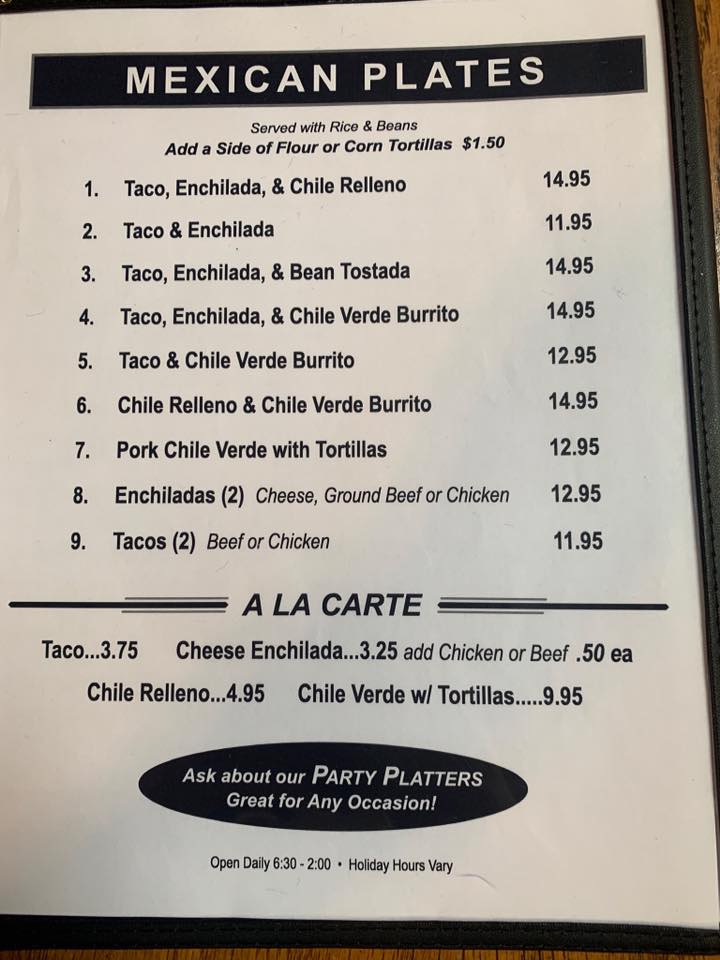 MEXICAN PLATES
Served with Rice & Beans
Add a Side of Flour or Corn Tortillas $1.50
1. Taco, Enchilada, & Chile Relleno 14.95
2. Taco & Enchilada 11.95
3. Taco, Enchilada, & Bean Tostada 14.95
4. Taco, Enchilada, & Chile Verde Burrito 14.95
5. Taco & Chile Verde Burrito 12.95
6. Chile Relleno & Chile Verde Burrito 14.95
7. Pork Chile Verde with Tortillas 12.95
8. Enchiladas (2) Cheese, Ground Beef or Chicken 12.95
9. Tacos (2) Beef or Chicken 11.95
A LA CARTE
Taco...3.75 Cheese Enchilada...3.25 add Chicken or Beef .50 ea
Chile Relleno...4.95 Chile Verde w/ Tortillas.....9.95
Ask about our PARTY PLATTERS
Great for Any Occasion!
Open Daily 6:30 - 2:00 • Holiday Hours Vary